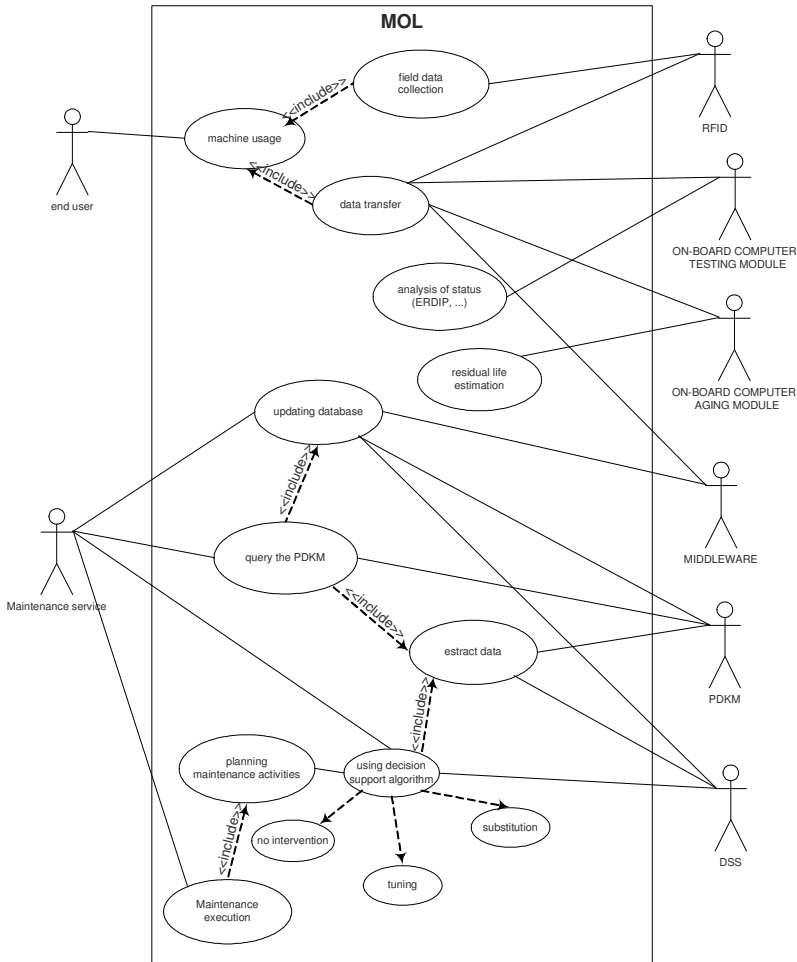 MOL
field data
collection
<<include>>
machine usage
RFID
<<include>>
end user
data transfer
ON-BOARD COMPUTER
TESTING MODULE
analysis of status
(ERDIP, ...)
residual life
estimation
ON-BOARD COMPUTER
AGING MODULE
updating database
<<include>>
query the PDKM
MIDDLEWARE
Maintenance service
<<include>>
estract data
PDKM
<<include>>
planning
maintenance activities
using decision
support algorithm
<<include>>
no intervention
substitution
tuning
DSS
Maintenance
execution